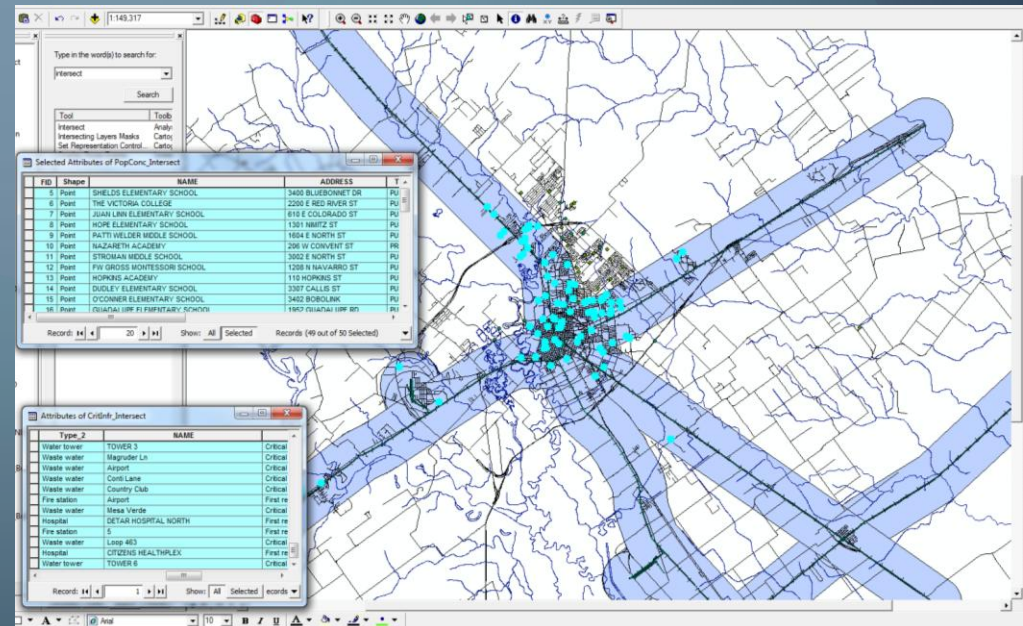 1:149,317
Type in the word(s) to search for:
intersect
Search
Tool
Intersect
Intersecting Layers Masks
Set Representation Control...
Selected Attributes of PopConc_Intersect
FID Shape NAME ADDRESS T
5 Point SHIELDS ELEMENTARY SCHOOL 3400 BLUEBONNET DR PU
6 Point THE VICTORIA COLLEGE 2200 E RED RIVER ST PU
7 Point JUAN LINN ELEMENTARY SCHOOL 610 E COLORADO ST PU
8 Point HOPE ELEMENTARY SCHOOL 1301 NIMITZ ST PU
9 Point PATTI WELDER MIDDLE SCHOOL 1604 E NORTH ST PU
10 Point NAZARETH ACADEMY 206 W CONVENT ST PR
11 Point STROMAN MIDDLE SCHOOL 3002 E NORTH ST PU
12 Point FW GROSS MONTESSORI SCHOOL 1208 N NAVARRO ST PU
13 Point HOPKINS ACADEMY 110 HOPKINS ST PU
14 Point DUDLEY ELEMENTARY SCHOOL 3307 CALLIS ST PU
15 Point O'CONNER ELEMENTARY SCHOOL 3402 BOBOLINK PU
16 Point GUADALUPE ELEMENTARY SCHOOL 1952 GUADALUPE RD PU
Record: 20 Show: All Selected Records (49 out of 50 Selected)
Attributes of CritInfr_Intersect
Type_2 NAME
Water tower TOWER 3 Critical
Waste water Magruder Ln Critical
Waste water Airport Critical
Waste water Conti Lane Critical
Waste water Country Club Critical
Fire station Airport First re
Waste water Mesa Verde Critical
Hospital DETAR HOSPITAL NORTH First re
Fire station 5 First re
Waste water Loop 463 Critical
Hospital CITIZENS HEALTHPLEX First re
Water tower TOWER 6 Critical
Record: 1 Show: All Selected ecords
A Arial 10 B I U A